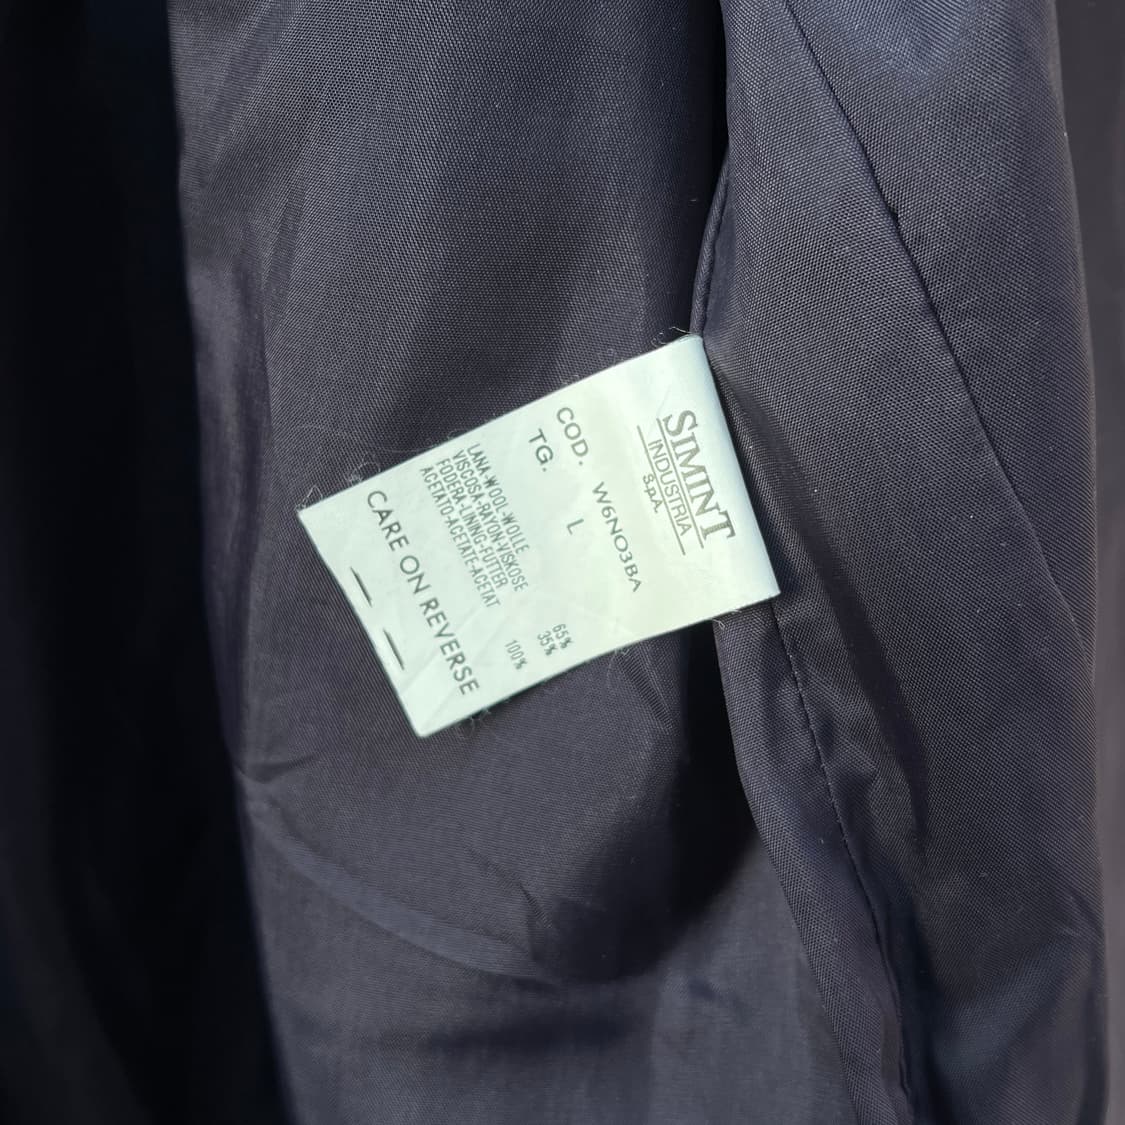 SIMINT
INDUSTRIA
S.p.A.
COD. W6NO3BA
TG. L
LANA-WOOL-WOLLE 65%
VISCOSA-RAYON-VISKOSE 35%
FODERA-LINING-FUTTER
ACETATO-ACETATE-ACETAT 100%
CARE ON REVERSE